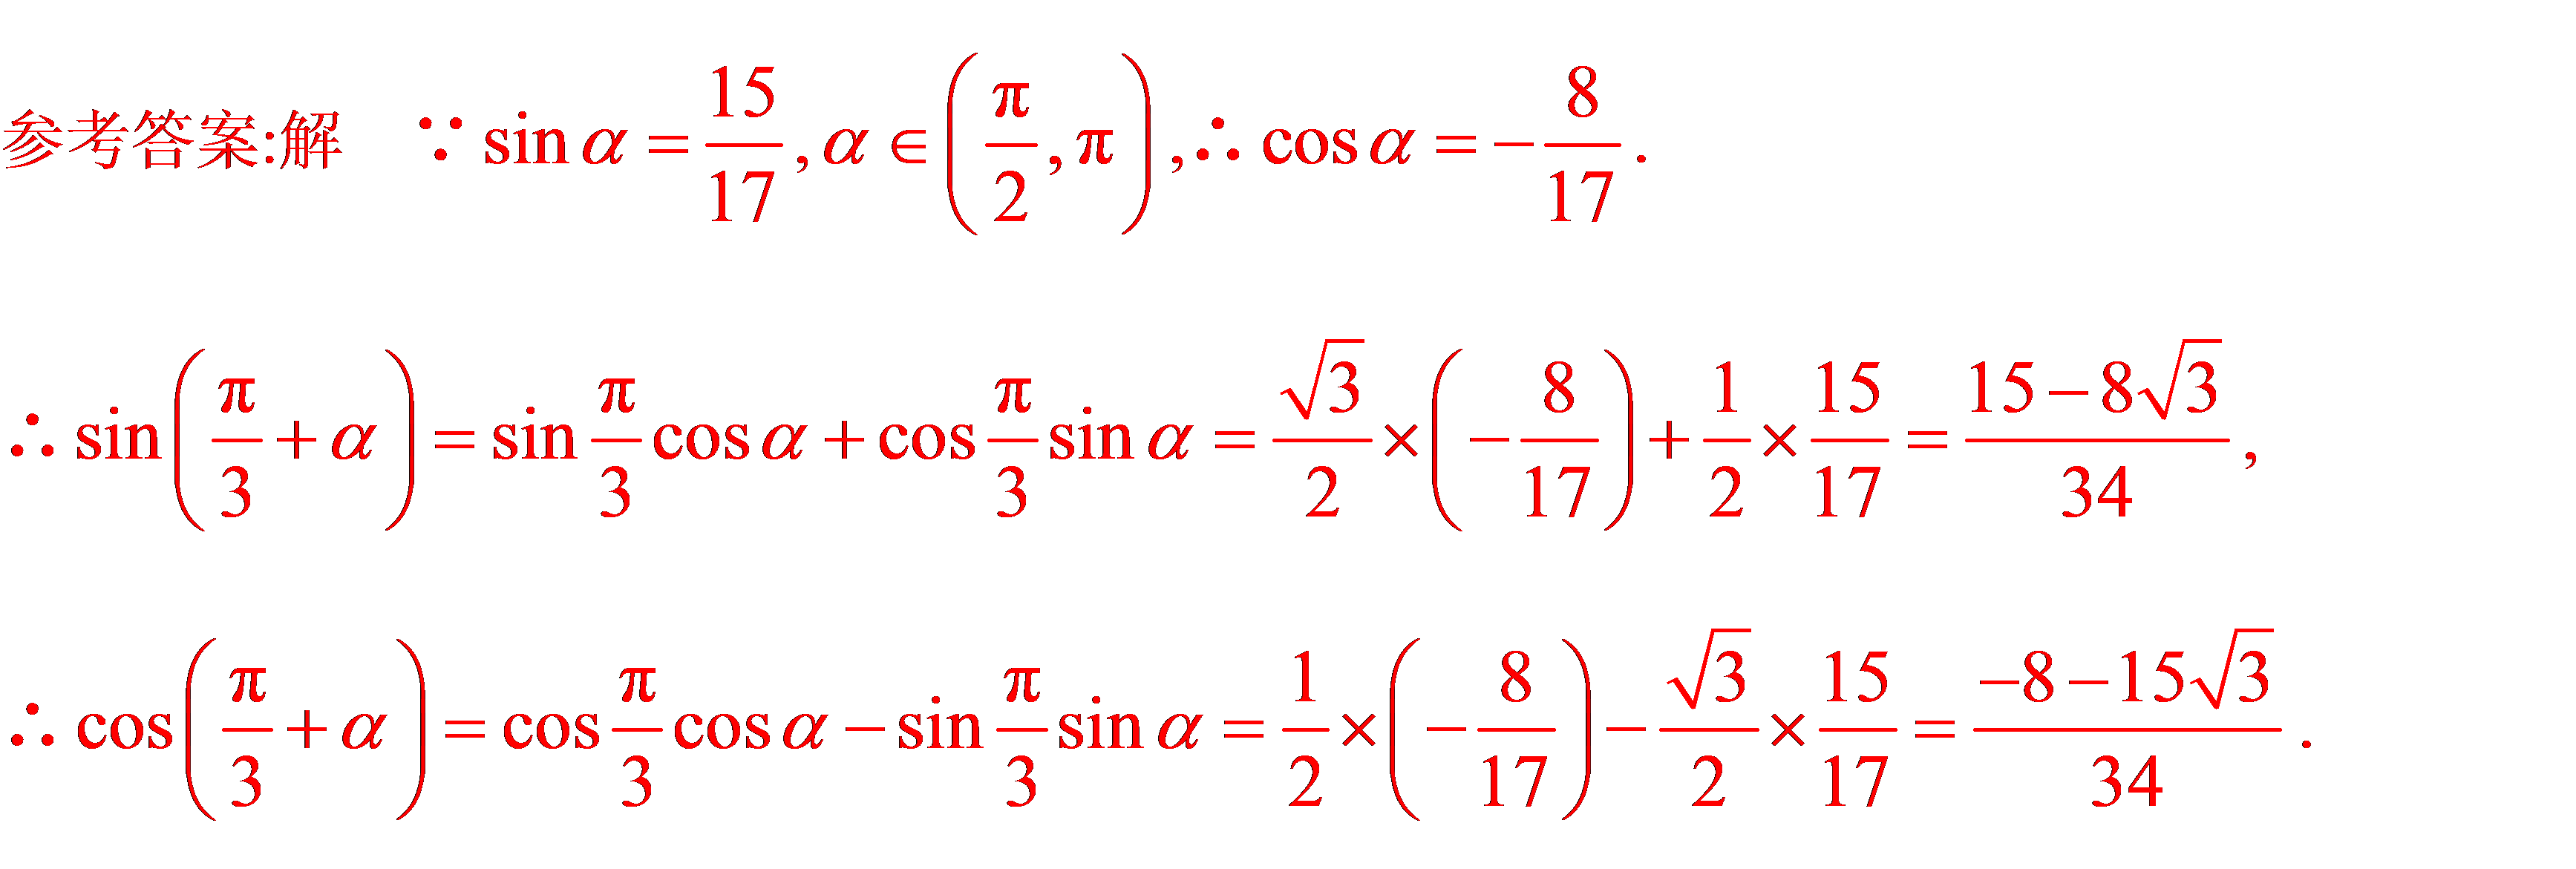 参考答案:解 ∵ sin α = 15/17, α ∈ (π/2, π), ∴ cos α = −8/17.
∴ sin(π/3 + α) = sin π/3 cos α + cos π/3 sin α = √3/2 × (−8/17) + 1/2 × 15/17 = (15−8√3)/34,
∴ cos(π/3 + α) = cos π/3 cos α − sin π/3 sin α = 1/2 × (−8/17) − √3/2 × 15/17 = (−8−15√3)/34.